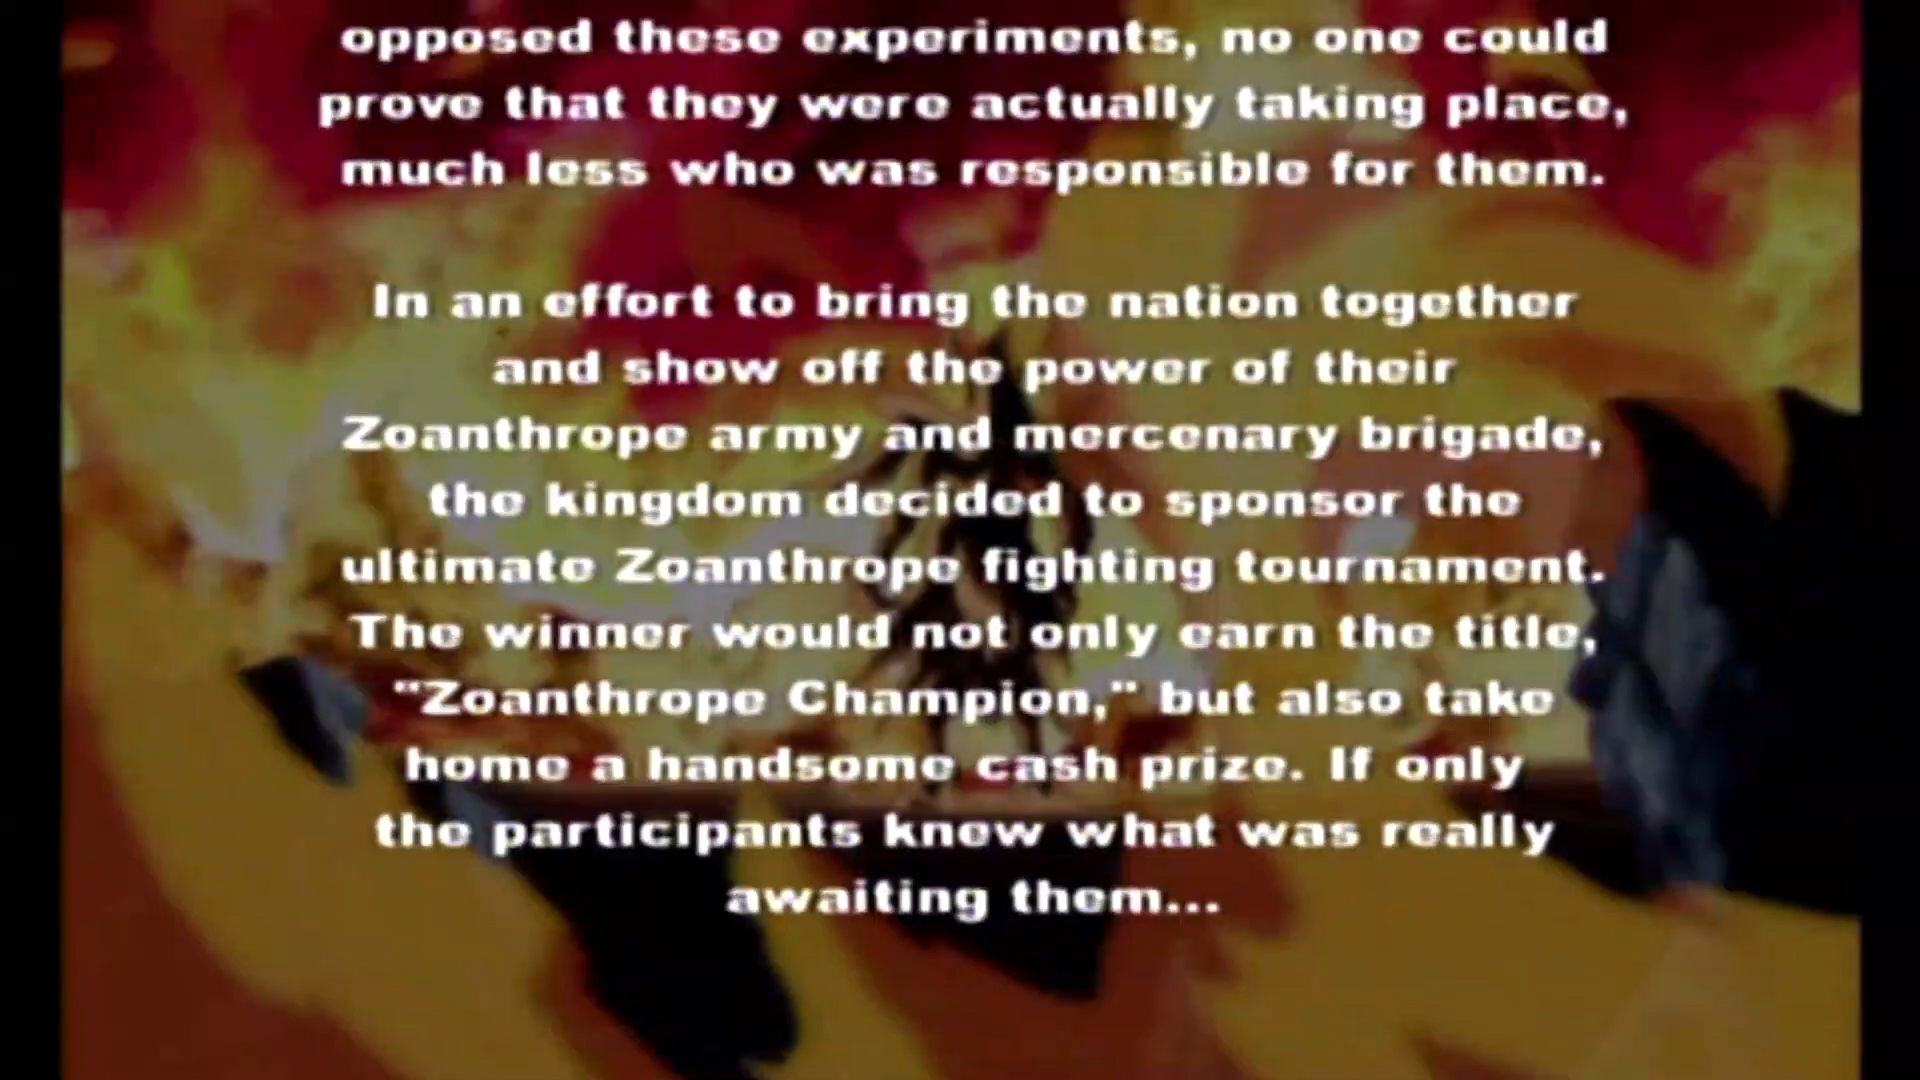 opposed these experiments, no one could
prove that they were actually taking place,
much less who was responsible for them.
In an effort to bring the nation together
and show off the power of their
Zoanthrope army and mercenary brigade,
the kingdom decided to sponsor the
ultimate Zoanthrope fighting tournament.
The winner would not only earn the title,
"Zoanthrope Champion," but also take
home a handsome cash prize. If only
the participants knew what was really
awaiting them...